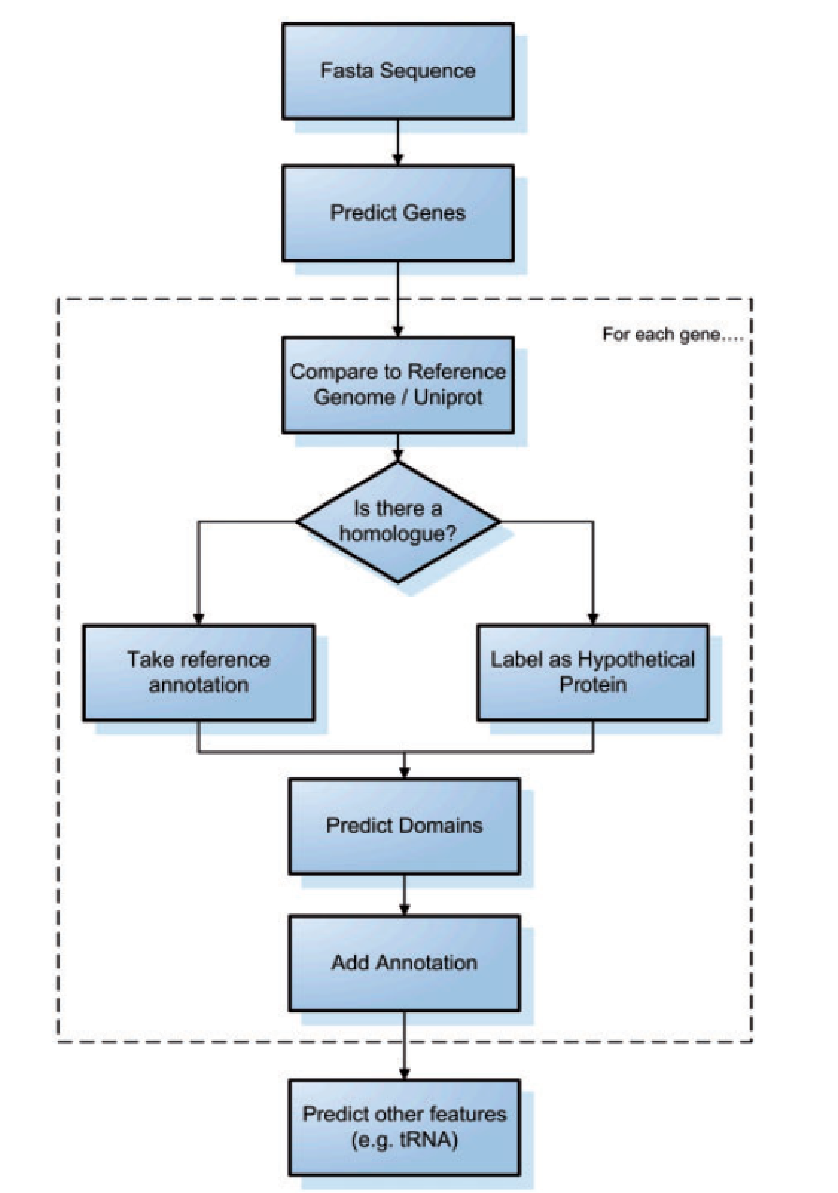 Fasta Sequence
Predict Genes
For each gene....
Compare to Reference
Genome / Uniprot
Is there a
homologue?
Take reference
annotation
Label as Hypothetical
Protein
Predict Domains
Add Annotation
Predict other features
(e.g. tRNA)